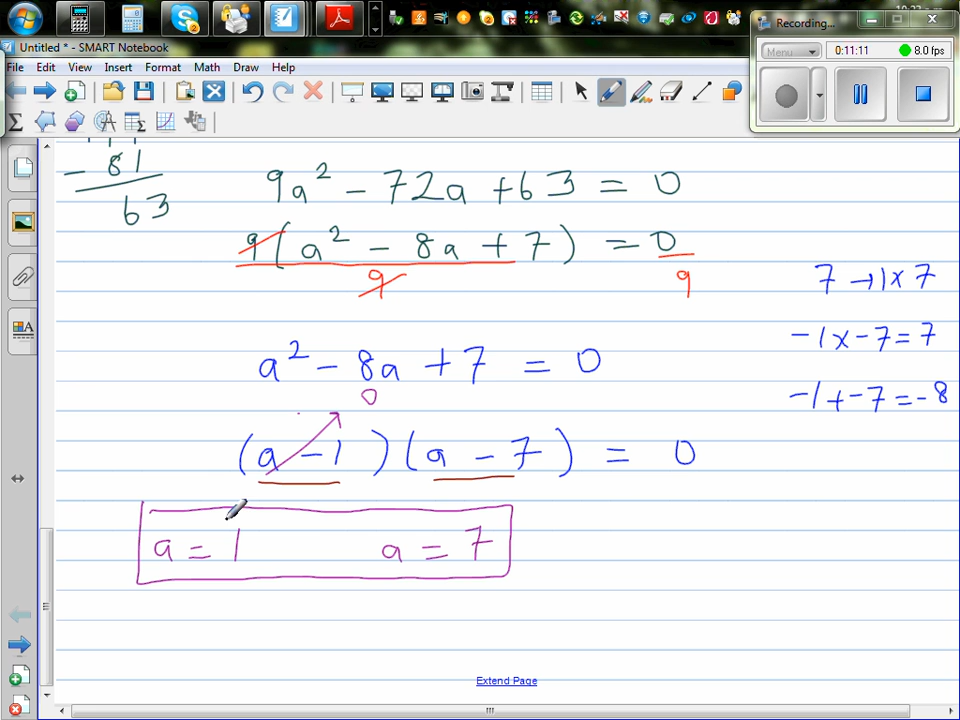 Recording...
Untitled * - SMART Notebook
Menu
0:11:11
8.0 fps
File Edit View Insert Format Math Draw Help
- 81
63
9a² - 72a + 63 = 0
9(a² - 8a + 7) = 0
9 9
7 → 1 x 7
-1 x -7 = 7
a² - 8a + 7 = 0
0
-1 + -7 = -8
(a - 1)(a - 7) = 0
a = 1 a = 7
Extend Page